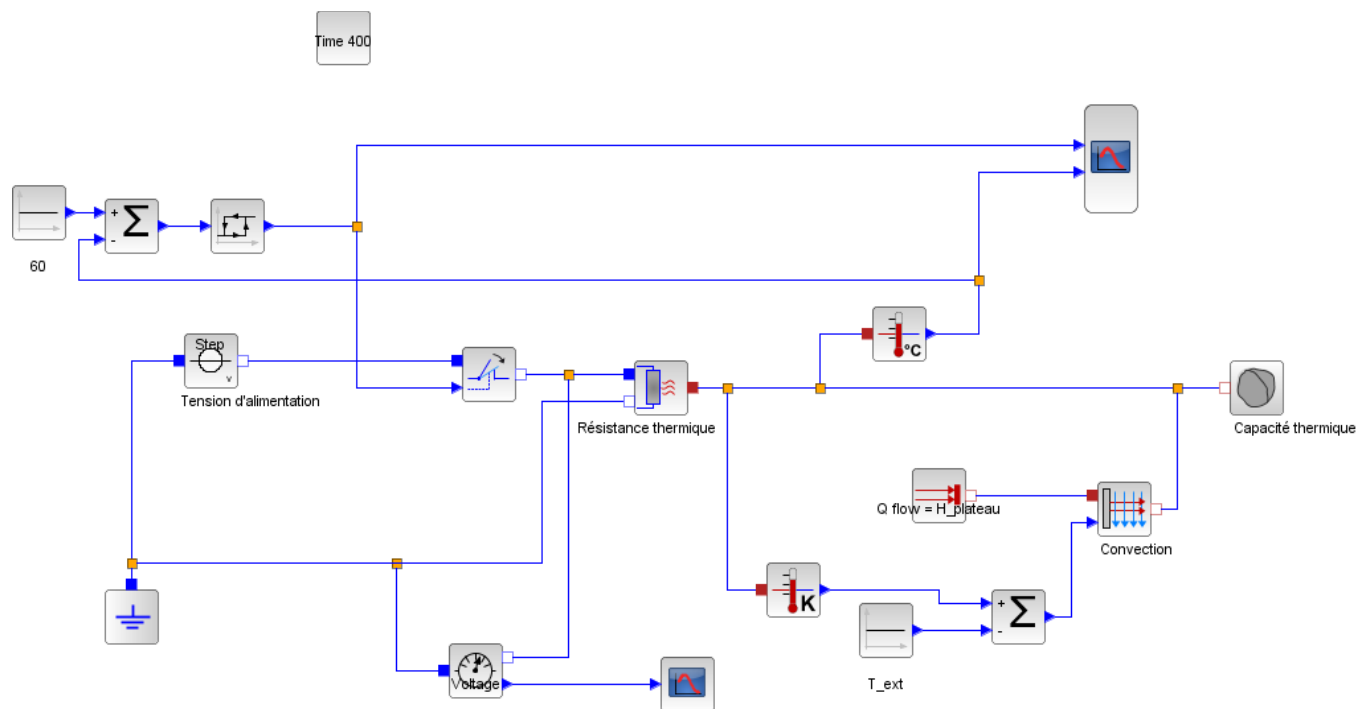 Time 400
+
-
60
Step
v
Tension d'alimentation
°C
Résistance thermique
Capacité thermique
Q flow = H_plateau
Convection
K
+
-
Voltage
T_ext